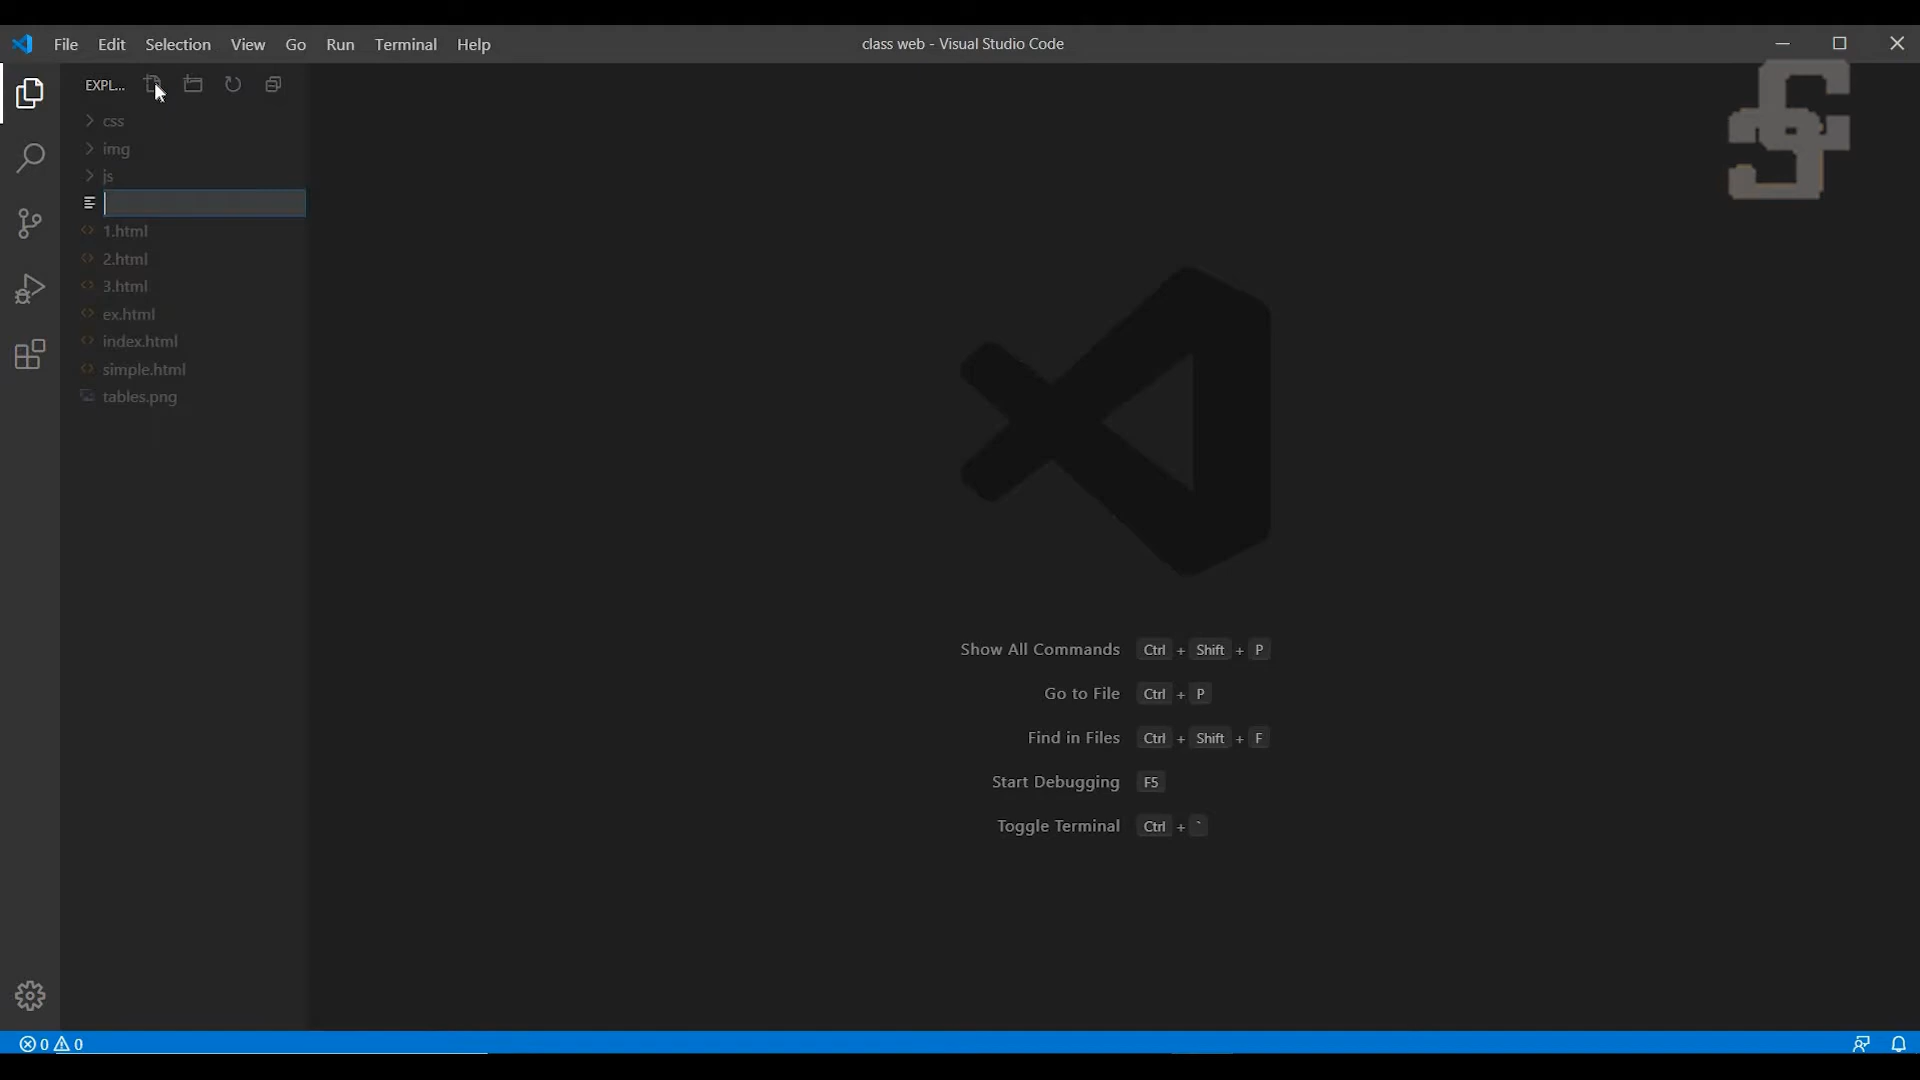 File Edit Selection View Go Run Terminal Help
class web - Visual Studio Code
EXPL...
css
img
js
1.html
2.html
3.html
ex.html
index.html
simple.html
tables.png
Show All Commands Ctrl + Shift + P
Go to File Ctrl + P
Find in Files Ctrl + Shift + F
Start Debugging F5
Toggle Terminal Ctrl + `
0 0